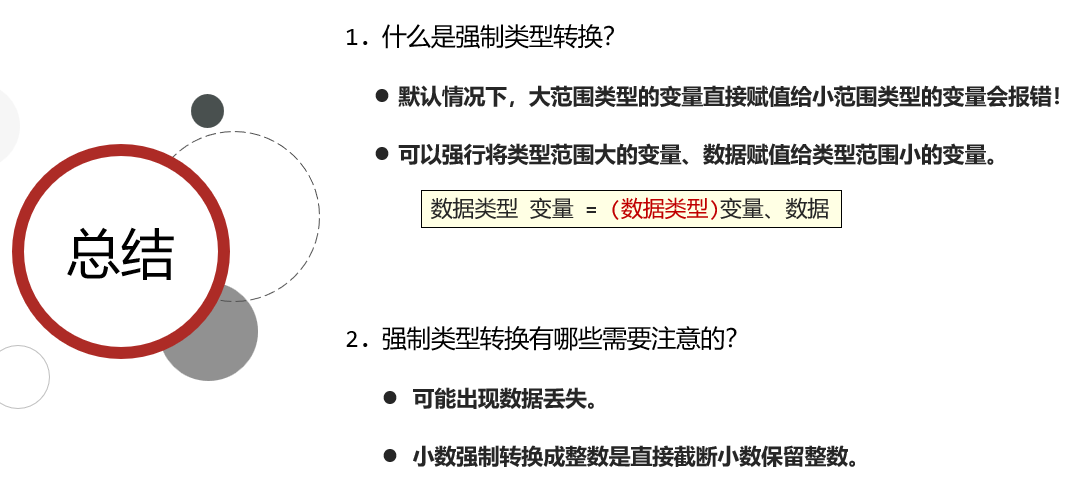 总结
1. 什么是强制类型转换?
● 默认情况下，大范围类型的变量直接赋值给小范围类型的变量会报错!
● 可以强行将类型范围大的变量、数据赋值给类型范围小的变量。
数据类型 变量 = (数据类型)变量、数据
2. 强制类型转换有哪些需要注意的?
● 可能出现数据丢失。
● 小数强制转换成整数是直接截断小数保留整数。